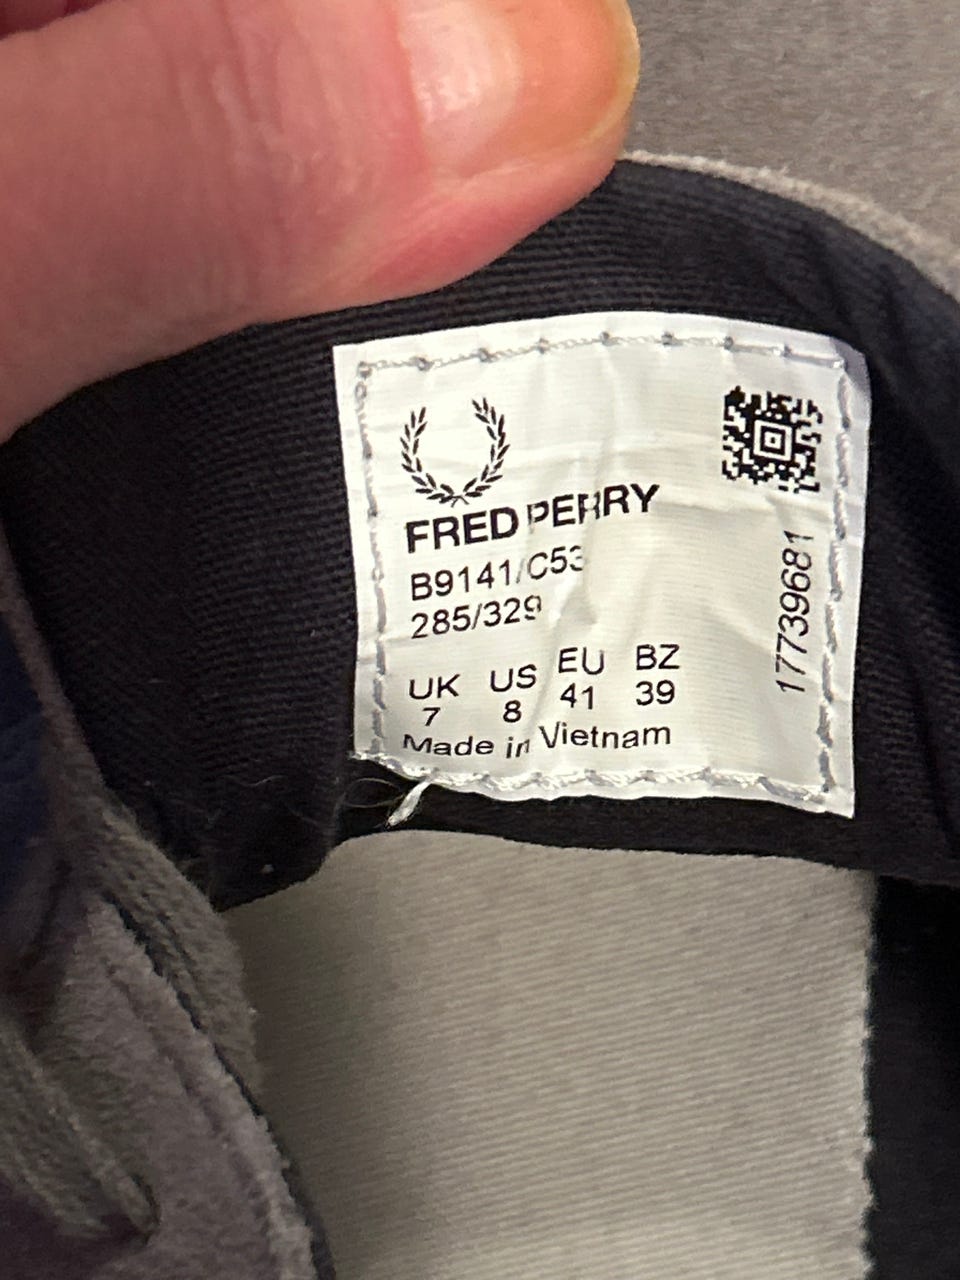 FRED PERRY
B9141/C53
285/329
UK US EU BZ
7 8 41 39
Made in Vietnam
17739681